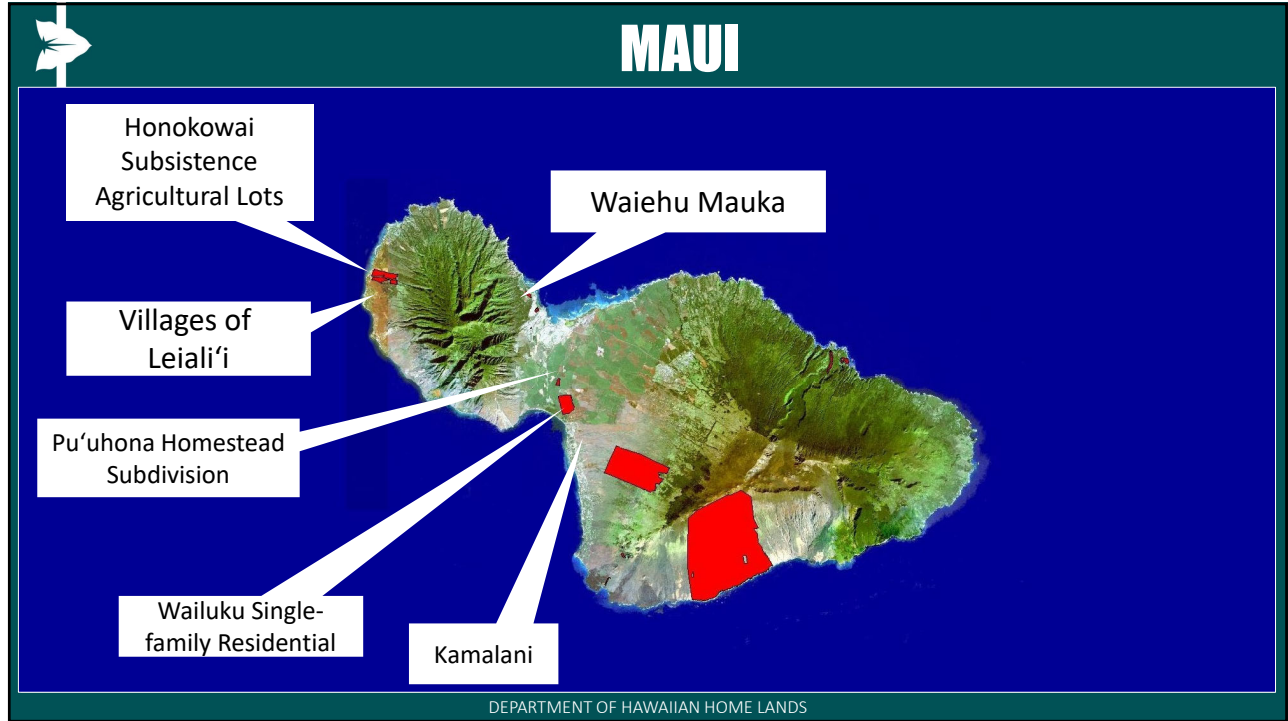 MAUI
Honokowai
Subsistence
Agricultural Lots
Waiehu Mauka
Villages of
Leialiʻi
Puʻuhona Homestead
Subdivision
Wailuku Single-
family Residential
Kamalani
DEPARTMENT OF HAWAIIAN HOME LANDS